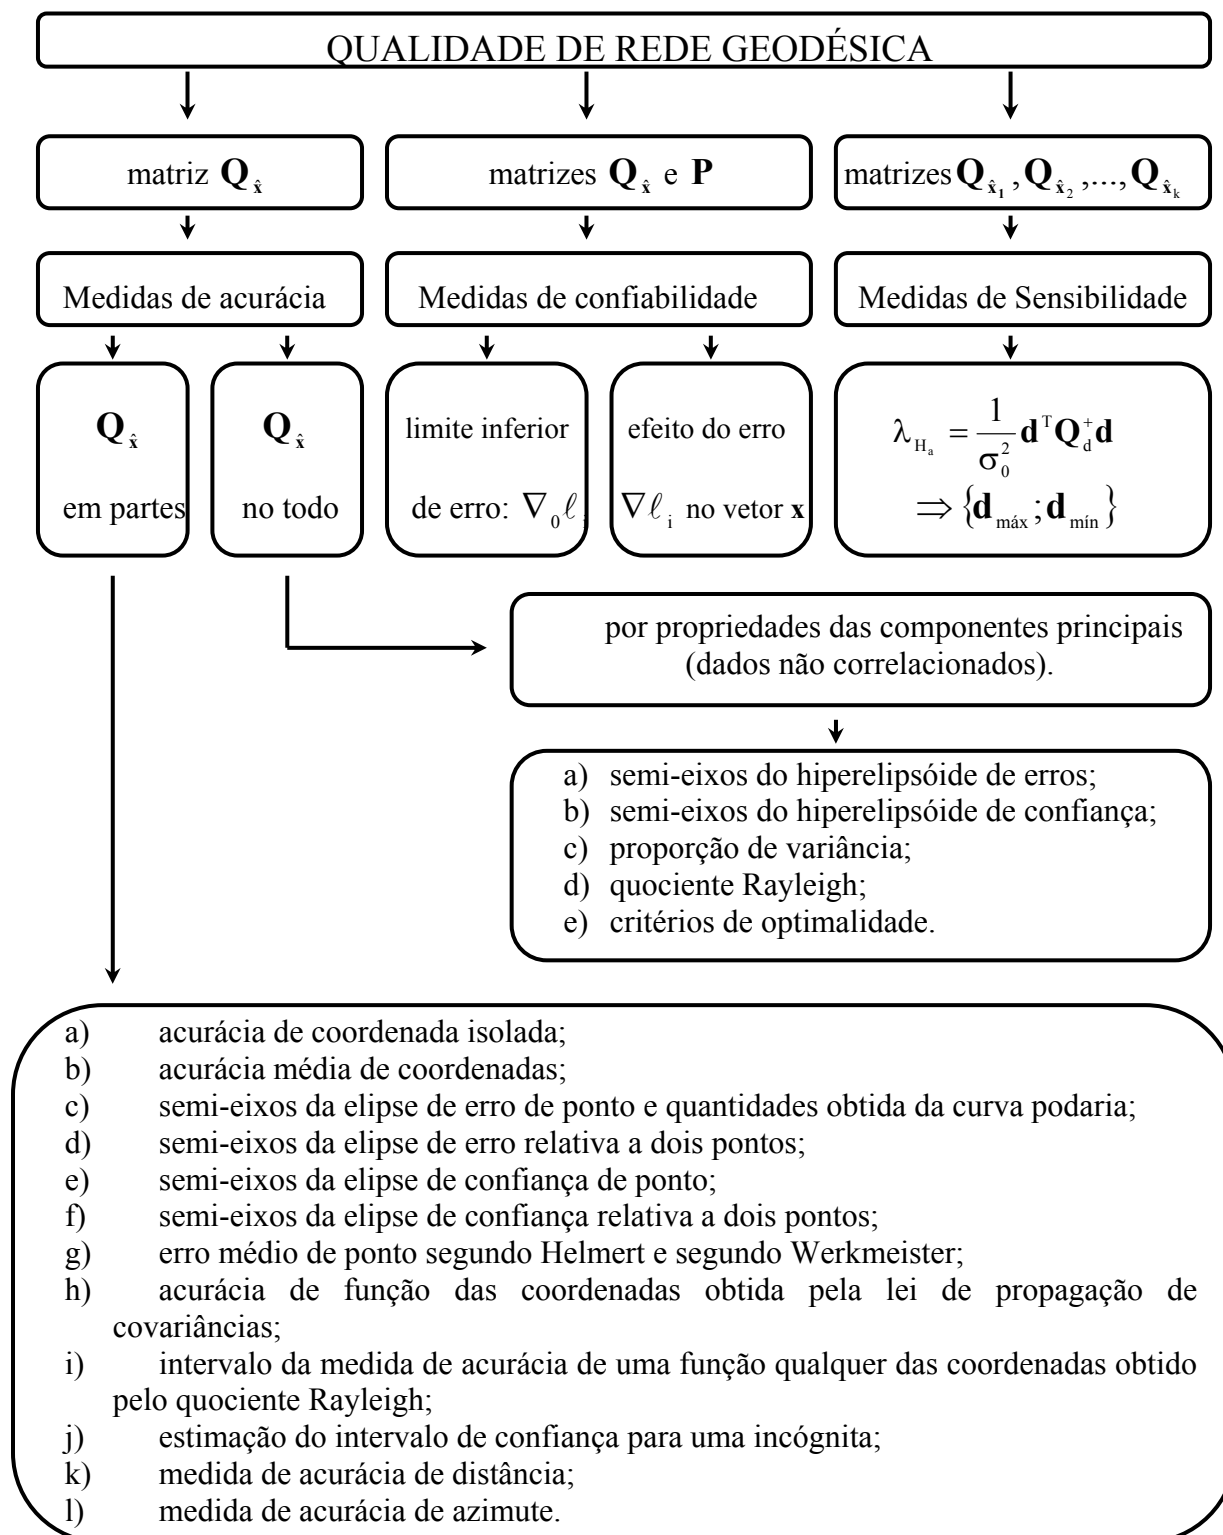 QUALIDADE DE REDE GEODÉSICA
matriz Q_x̂
matrizes Q_x̂ e P
matrizes Q_x̂₁ , Q_x̂₂ ,..., Q_x̂ₖ
Medidas de acurácia
Medidas de confiabilidade
Medidas de Sensibilidade
Q_x̂
em partes
Q_x̂
no todo
limite inferior
de erro: ∇₀ℓᵢ
efeito do erro
∇ℓᵢ no vetor x
λ_Hₐ = 1/σ₀² dᵀQ_d⁺d
⇒ {d_máx ; d_mín}
por propriedades das componentes principais
(dados não correlacionados).
a) semi-eixos do hiperelipsóide de erros;
b) semi-eixos do hiperelipsóide de confiança;
c) proporção de variância;
d) quociente Rayleigh;
e) critérios de optimalidade.
a) acurácia de coordenada isolada;
b) acurácia média de coordenadas;
c) semi-eixos da elipse de erro de ponto e quantidades obtida da curva podaria;
d) semi-eixos da elipse de erro relativa a dois pontos;
e) semi-eixos da elipse de confiança de ponto;
f) semi-eixos da elipse de confiança relativa a dois pontos;
g) erro médio de ponto segundo Helmert e segundo Werkmeister;
h) acurácia de função das coordenadas obtida pela lei de propagação de
covariâncias;
i) intervalo da medida de acurácia de uma função qualquer das coordenadas obtido
pelo quociente Rayleigh;
j) estimação do intervalo de confiança para uma incógnita;
k) medida de acurácia de distância;
l) medida de acurácia de azimute.